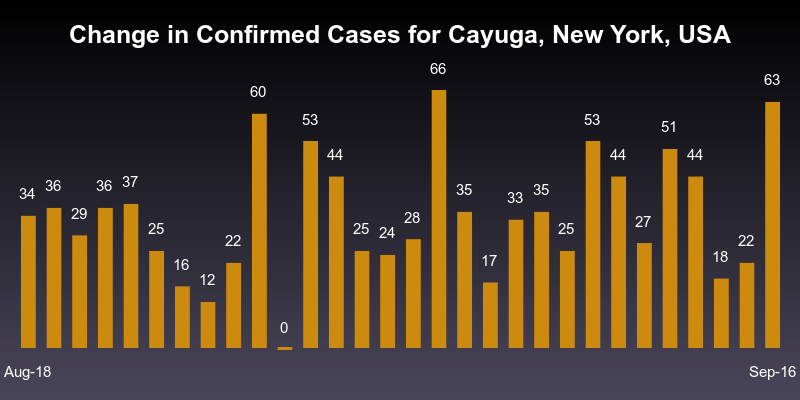 Change in Confirmed Cases for Cayuga, New York, USA
34 36 29 36 37 25 16 12 22 60 0 53 44 25 24 28 66 35 17 33 35 25 53 44 27 51 44 18 22 63
Aug-18 Sep-16